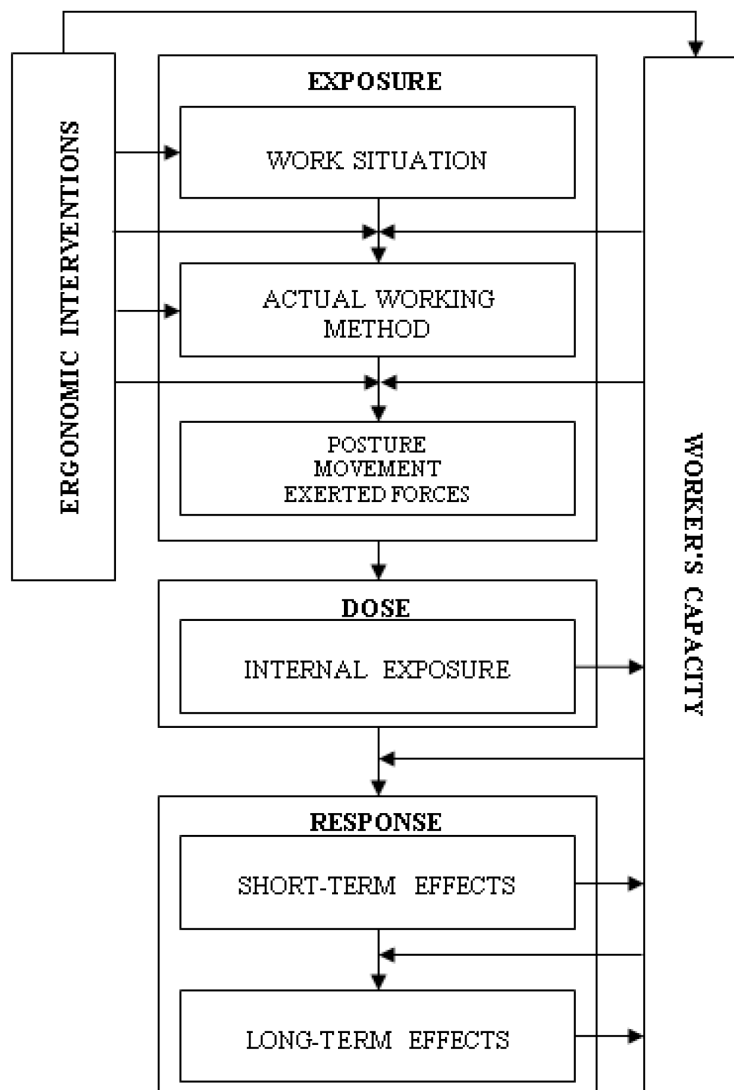 ERGONOMIC INTERVENTIONS
EXPOSURE
WORK SITUATION
ACTUAL WORKING
METHOD
POSTURE
MOVEMENT
EXERTED FORCES
DOSE
INTERNAL EXPOSURE
RESPONSE
SHORT-TERM EFFECTS
LONG-TERM EFFECTS
WORKER'S CAPACITY